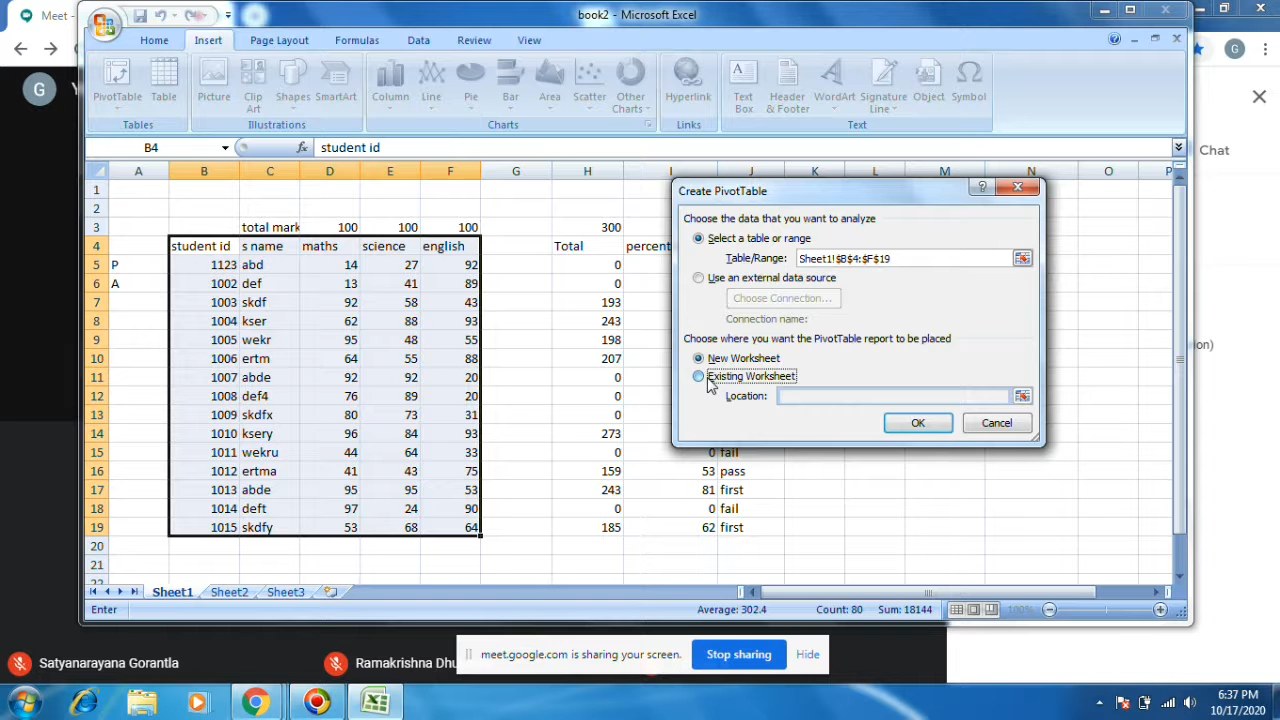 Meet -
book2 - Microsoft Excel
G
Home Insert Page Layout Formulas Data Review View
G
PivotTable Table Picture Clip Art Shapes SmartArt Column Line Pie Bar Area Scatter Other Charts Hyperlink Text Box Header & Footer WordArt Signature Line Object Symbol
Tables Illustrations Charts Links Text
Chat
B4 fx student id
A B C D E F G H I J K L M N O P
1
2
3 total mark 100 100 100 300
4 student id s name maths science english Total
5 P 1123 abd 14 27 92 0
6 A 1002 def 13 41 89 0
7 1003 skdf 92 58 43 193
8 1004 kser 62 88 93 243
9 1005 wekr 95 48 55 198
10 1006 ertm 64 55 88 207
11 1007 abde 92 92 20 0
12 1008 def4 76 89 20 0
13 1009 skdfx 80 73 31 0
14 1010 ksery 96 84 93 273
15 1011 wekru 44 64 33 0 0 fail
16 1012 ertma 41 43 75 159 53 pass
17 1013 abde 95 95 53 243 81 first
18 1014 deft 97 24 90 0 0 fail
19 1015 skdfy 53 68 64 185 62 first
20
21
Create PivotTable
Choose the data that you want to analyze
Select a table or range
Table/Range: Sheet1!$B$4:$F$19
Use an external data source
Choose Connection...
Connection name:
Choose where you want the PivotTable report to be placed
New Worksheet
Existing Worksheet
Location:
OK Cancel
Sheet1 Sheet2 Sheet3
Enter Average: 302.4 Count: 80 Sum: 18144 100%
meet.google.com is sharing your screen. Stop sharing Hide
Satyanarayana Gorantla Ramakrishna Dhu
6:37 PM
10/17/2020